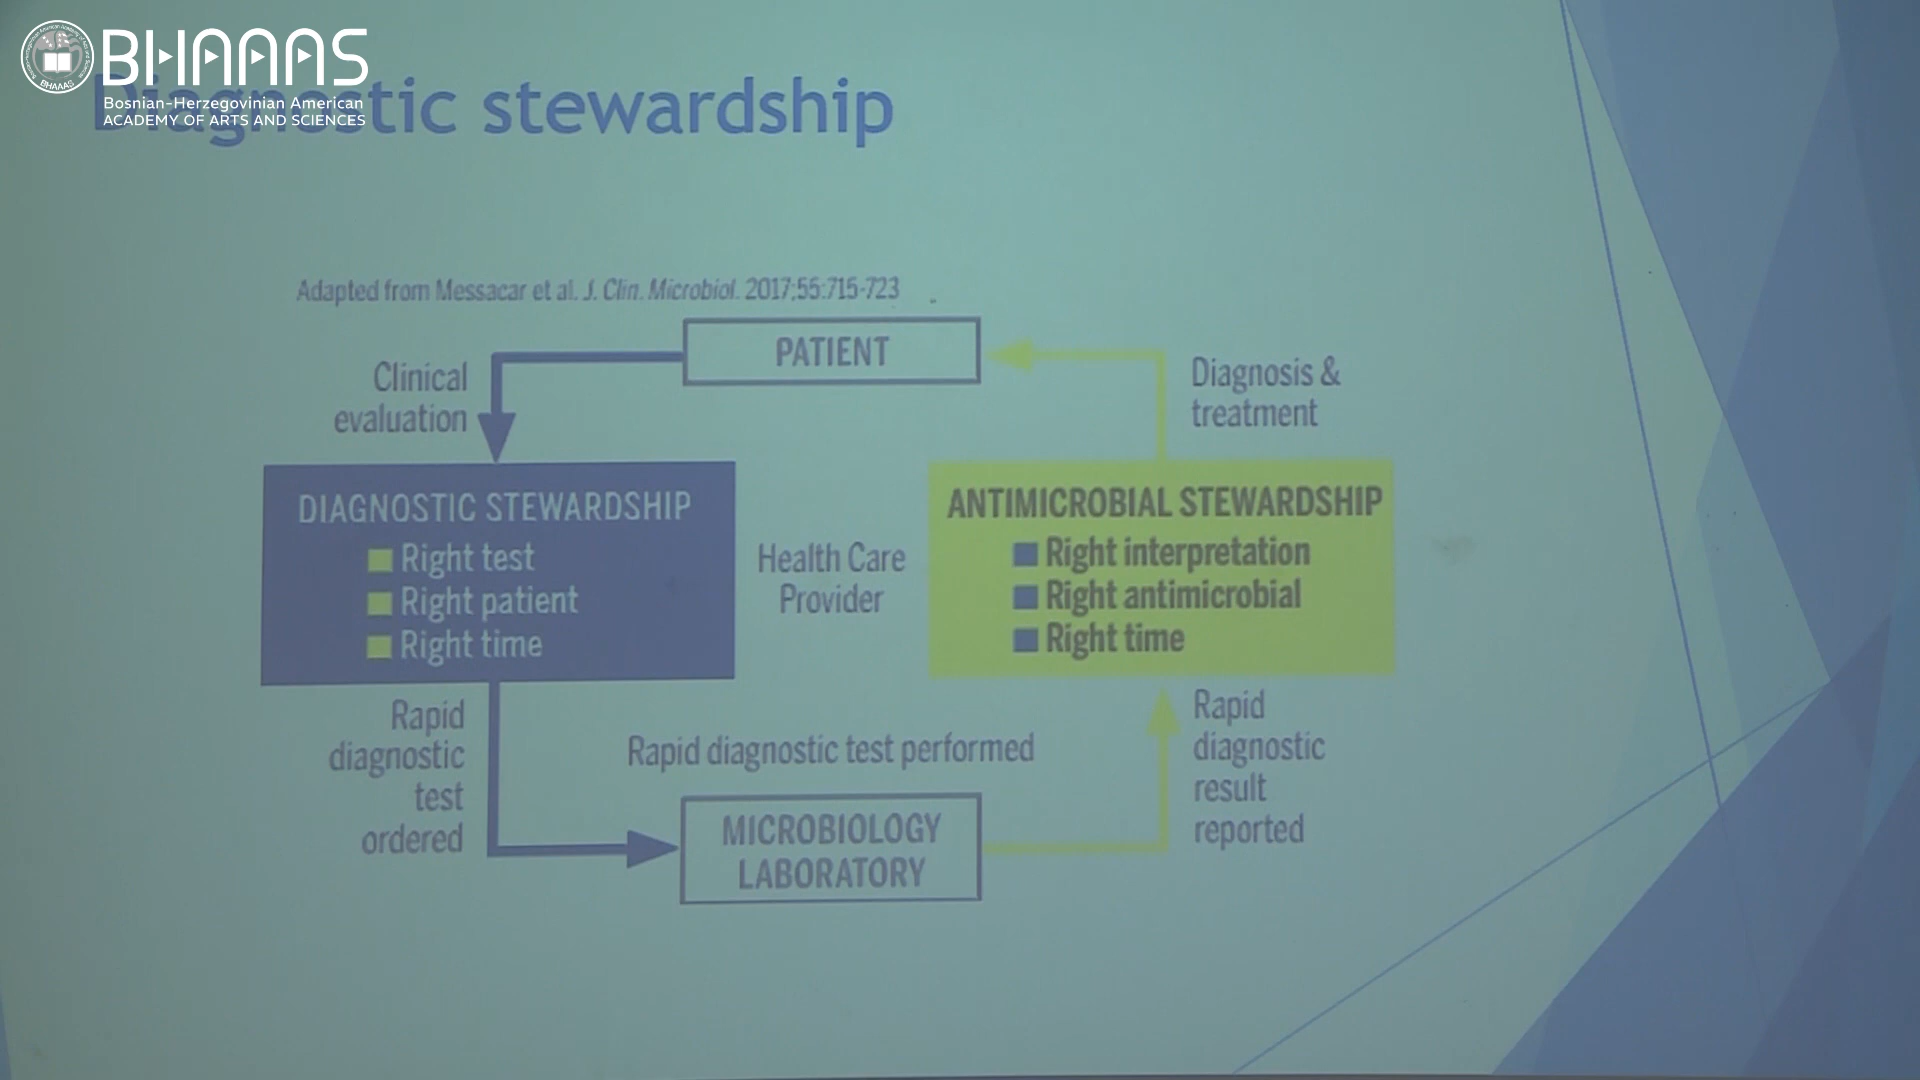 BHAAAS
Bosnian-Herzegovinian American
ACADEMY OF ARTS AND SCIENCES
BHAAAS
Diagnostic stewardship
Adapted from Messacar et al. J. Clin. Microbiol. 2017;55:715-723
PATIENT
Clinical
evaluation
Diagnosis &
treatment
DIAGNOSTIC STEWARDSHIP
Right test
Right patient
Right time
Health Care
Provider
ANTIMICROBIAL STEWARDSHIP
Right interpretation
Right antimicrobial
Right time
Rapid
diagnostic
test
ordered
Rapid diagnostic test performed
MICROBIOLOGY
LABORATORY
Rapid
diagnostic
result
reported